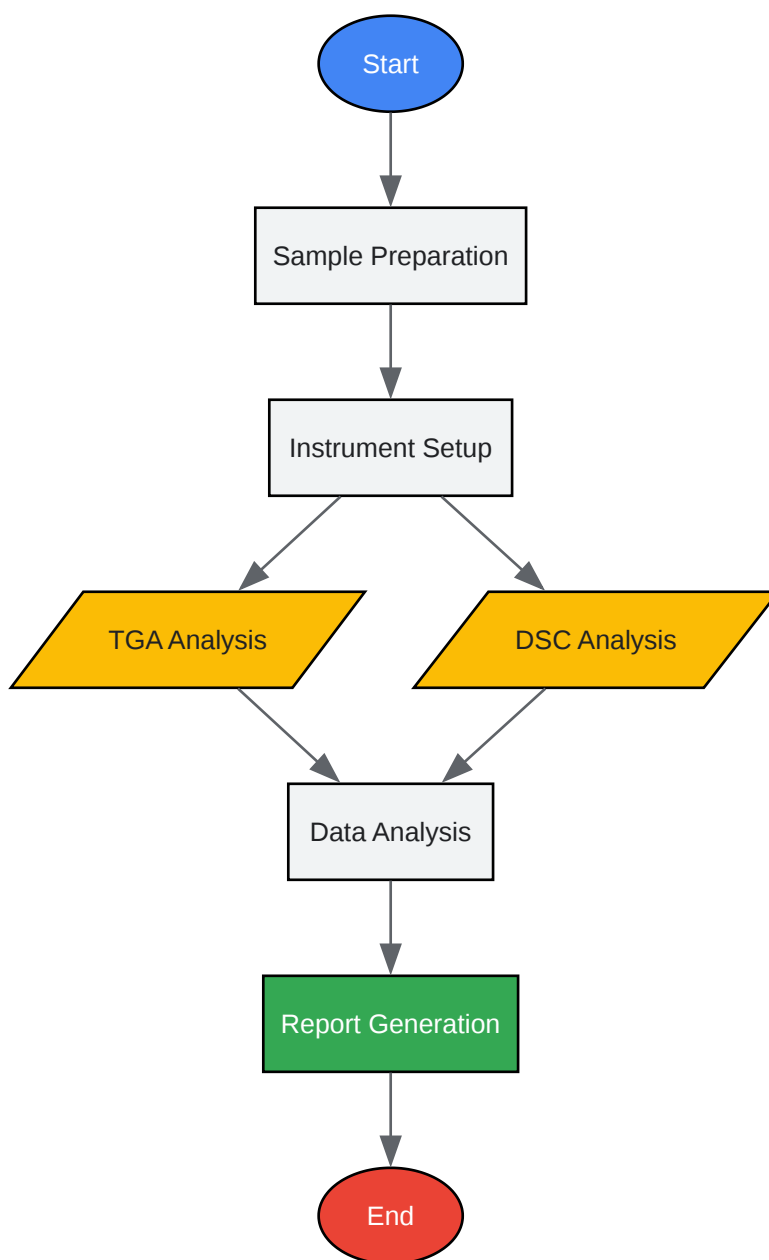 Start
Sample Preparation
Instrument Setup
TGA Analysis
DSC Analysis
Data Analysis
Report Generation
End